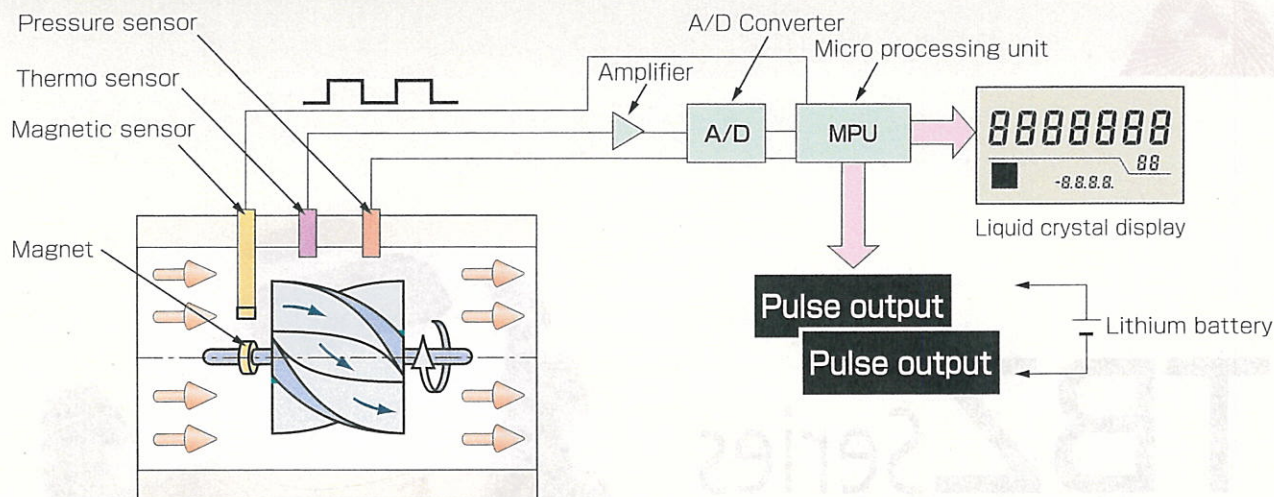 Pressure sensor
Thermo sensor
Magnetic sensor
Magnet
A/D Converter
Micro processing unit
Amplifier
A/D
MPU
8888888
88
-8.8.8.8.
Liquid crystal display
Pulse output
Pulse output
Lithium battery
Series